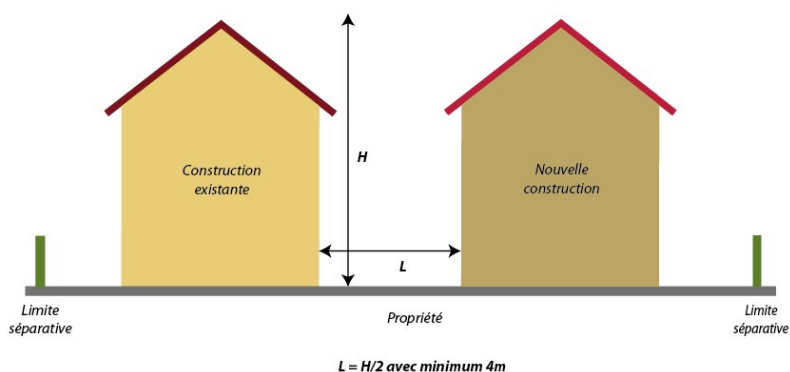 Construction
existante
H
Nouvelle
construction
L
Limite
séparative
Propriété
Limite
séparative
L = H/2 avec minimum 4m